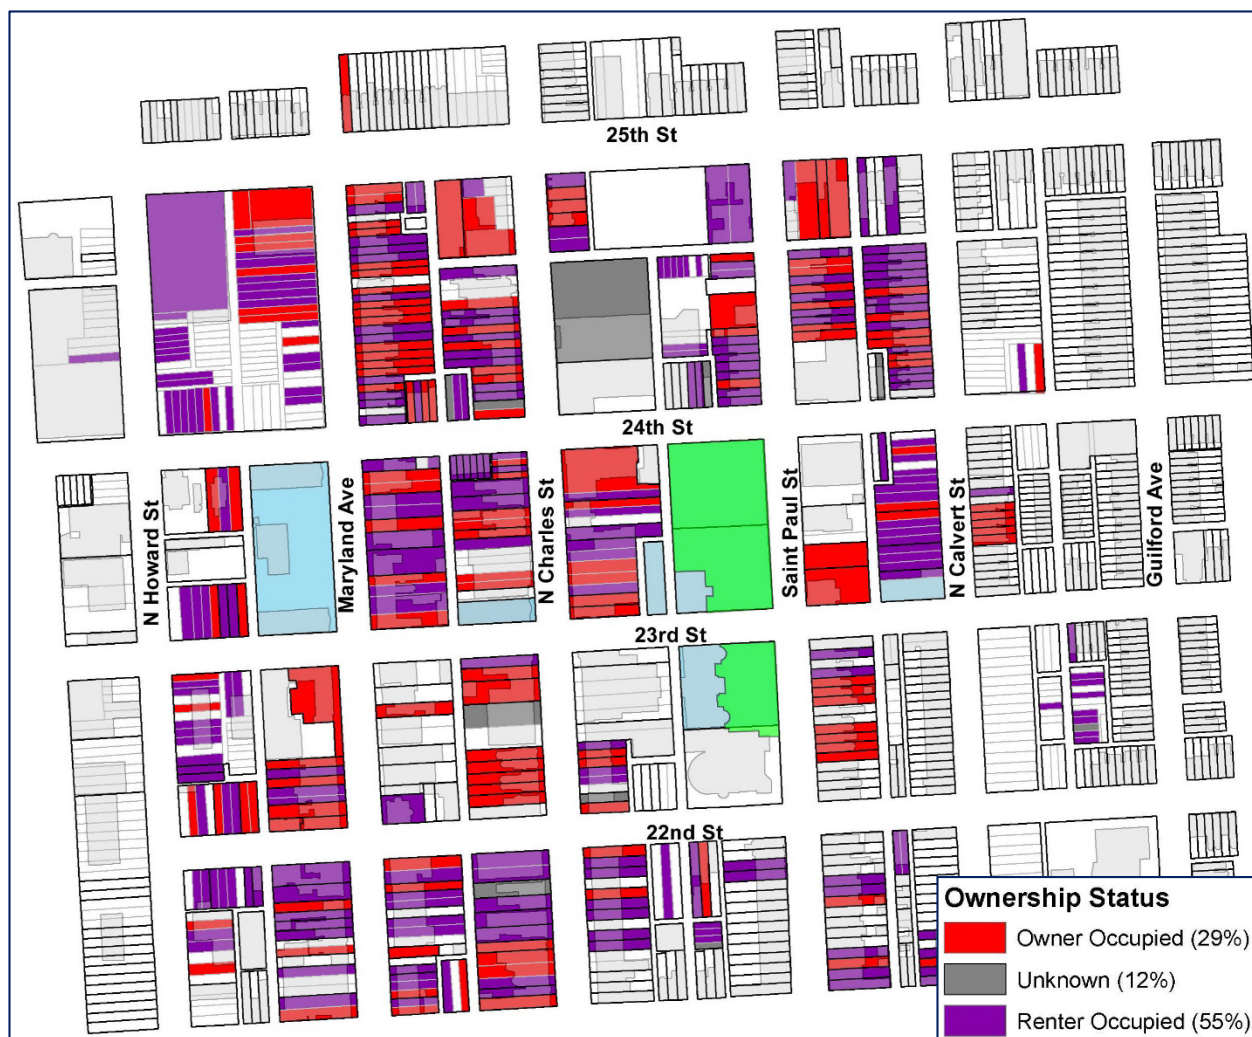 25th St
24th St
N Howard St
Maryland Ave
N Charles St
Saint Paul St
N Calvert St
Guilford Ave
23rd St
22nd St
Ownership Status
Owner Occupied (29%)
Unknown (12%)
Renter Occupied (55%)